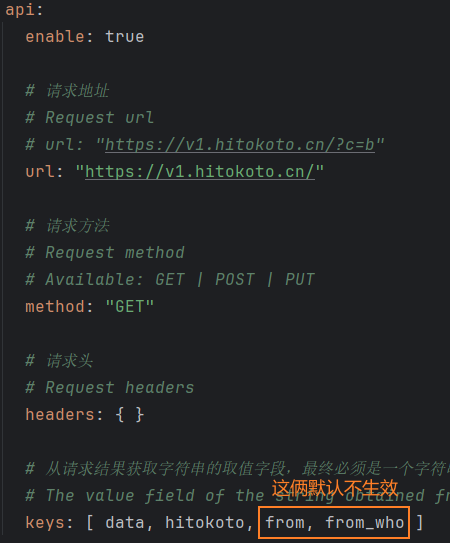 api:
enable: true
# 请求地址
# Request url
# url: "https://v1.hitokoto.cn/?c=b"
url: "https://v1.hitokoto.cn/"
# 请求方法
# Request method
# Available: GET | POST | PUT
method: "GET"
# 请求头
# Request headers
headers: { }
# 从请求结果获取字符串的取值字段，最终必须是一个字符
这俩默认不生效
# The value field of the string obtained
keys: [ data, hitokoto, from, from_who ]